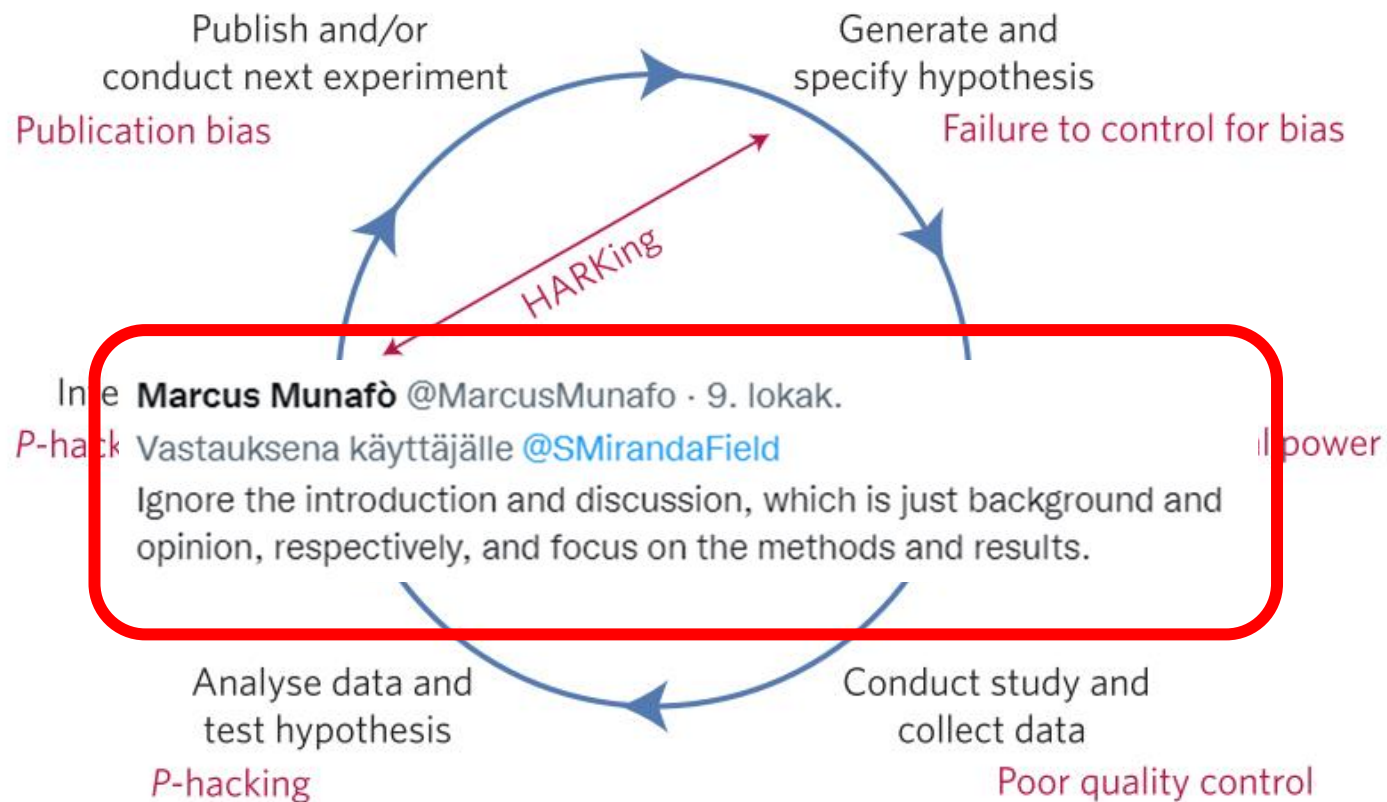 Publish and/or
conduct next experiment
Publication bias
Generate and
specify hypothesis
Failure to control for bias
HARKing
Marcus Munafò @MarcusMunafo · 9. lokak.
Vastauksena käyttäjälle @SMirandaField
Ignore the introduction and discussion, which is just background and
opinion, respectively, and focus on the methods and results.
P-hack
power
Analyse data and
test hypothesis
P-hacking
Conduct study and
collect data
Poor quality control